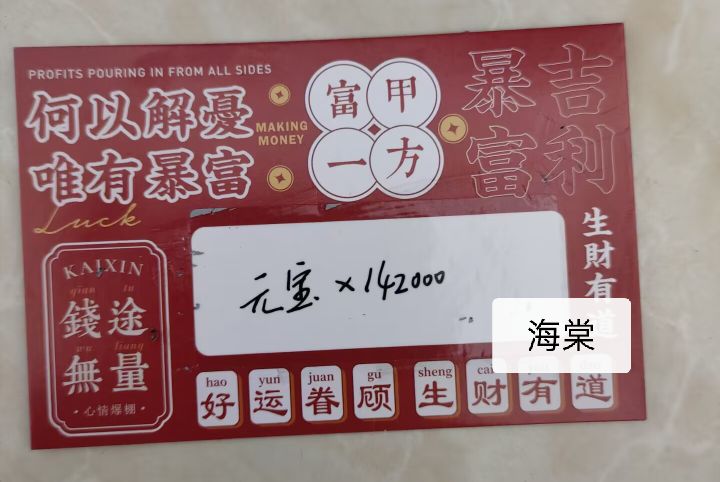 PROFITS POURING IN FROM ALL SIDES
何以解憂
唯有暴富
Luck
MAKING
MONEY
富甲
一方
暴吉
富利
生財有道
KAIXIN
qian tu
錢途
wu liang
無量
·心情爆棚·
元宝×142000
海棠
hao yun juan gu sheng cai
好运眷顾生财有道